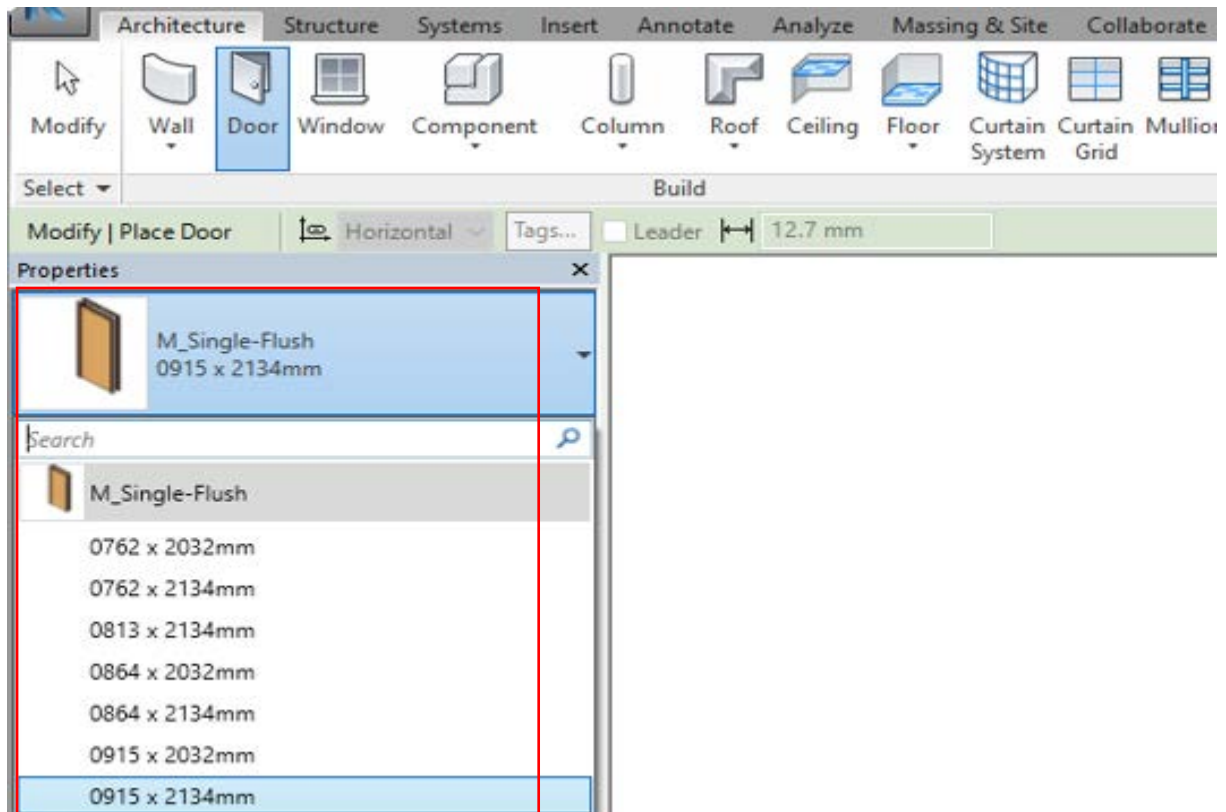 Architecture Structure Systems Insert Annotate Analyze Massing & Site Collaborate
Modify Wall Door Window Component Column Roof Ceiling Floor Curtain System Curtain Grid Mullion
Select Build
Modify | Place Door Horizontal Tags... Leader 12.7 mm
Properties
M_Single-Flush
0915 x 2134mm
Search
M_Single-Flush
0762 x 2032mm
0762 x 2134mm
0813 x 2134mm
0864 x 2032mm
0864 x 2134mm
0915 x 2032mm
0915 x 2134mm